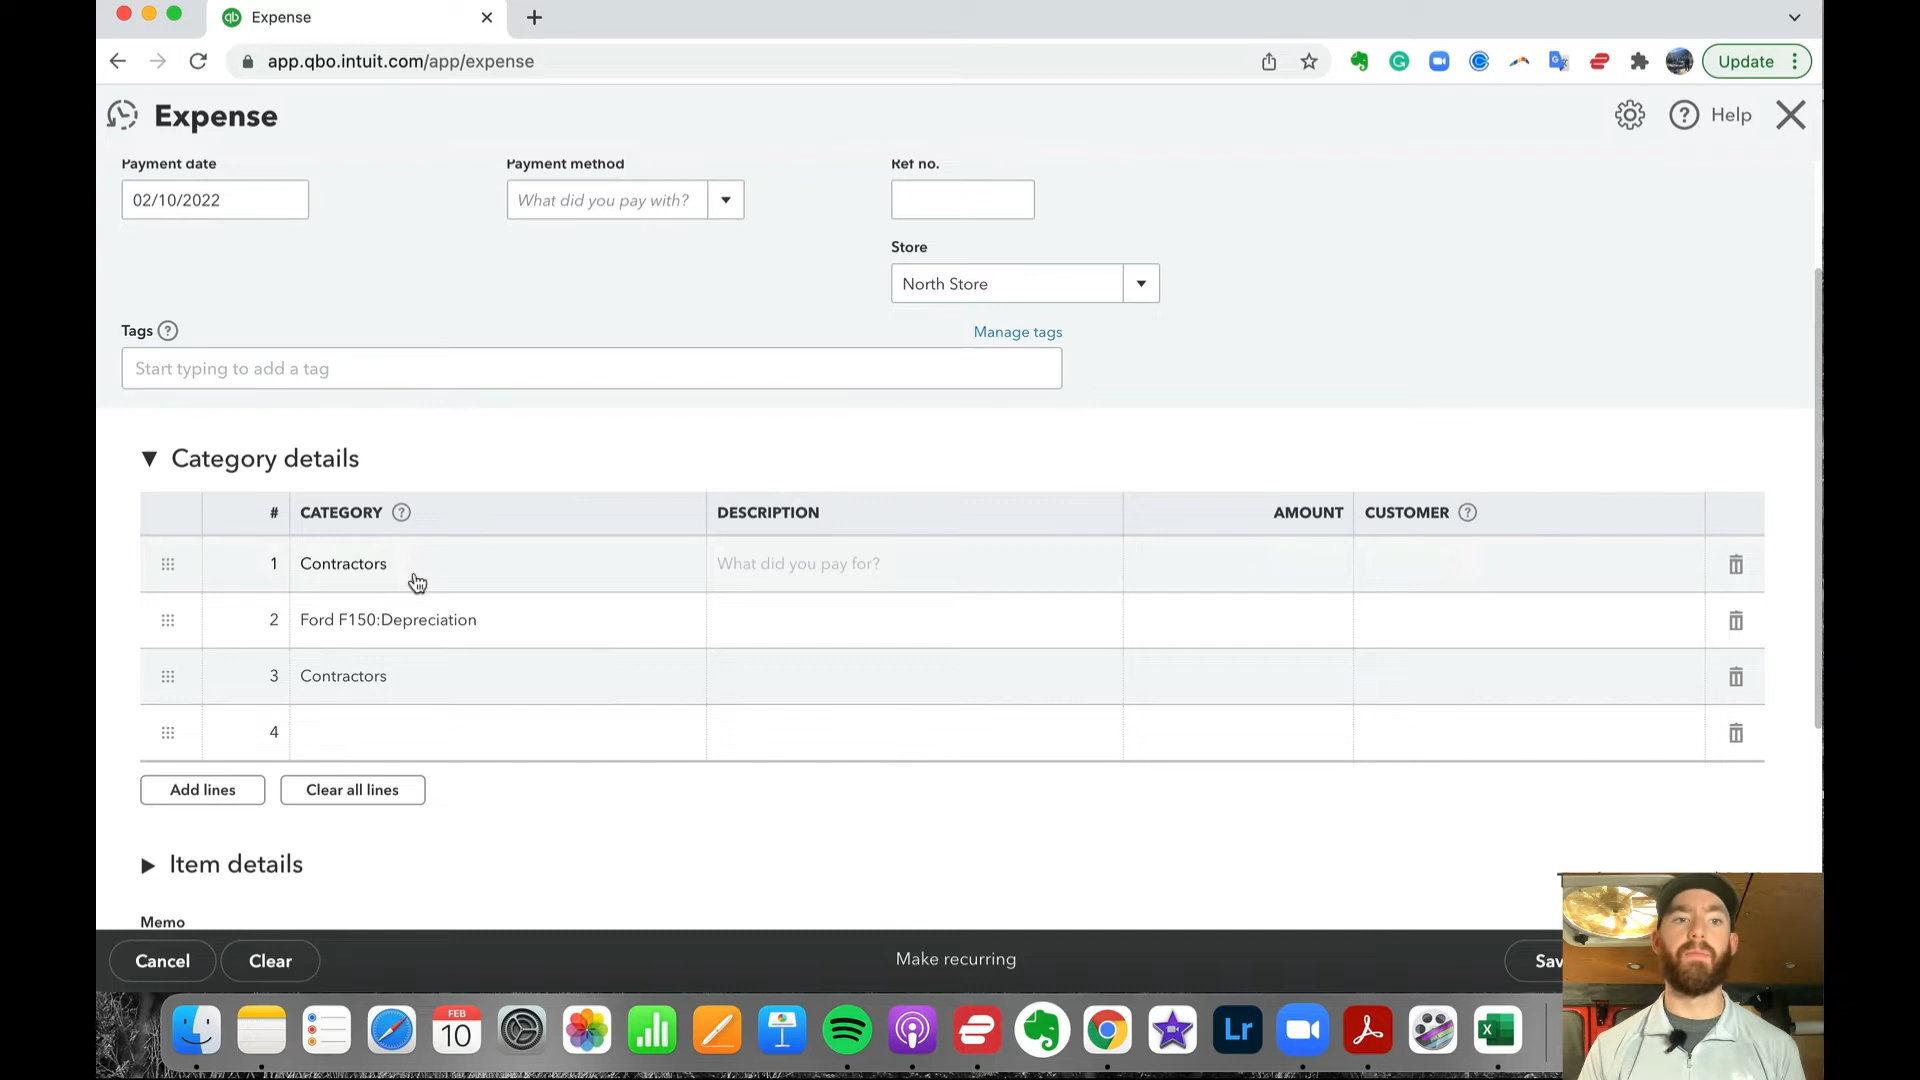 Expense
app.qbo.intuit.com/app/expense
Update
Expense
Help
Payment date
Payment method
Ref no.
02/10/2022
What did you pay with?
Store
North Store
Tags
Manage tags
Start typing to add a tag
Category details
# CATEGORY DESCRIPTION AMOUNT CUSTOMER
1 Contractors What did you pay for?
2 Ford F150:Depreciation
3 Contractors
4
Add lines Clear all lines
Item details
Memo
Cancel Clear Make recurring Sav
FEB
10
Lr
X